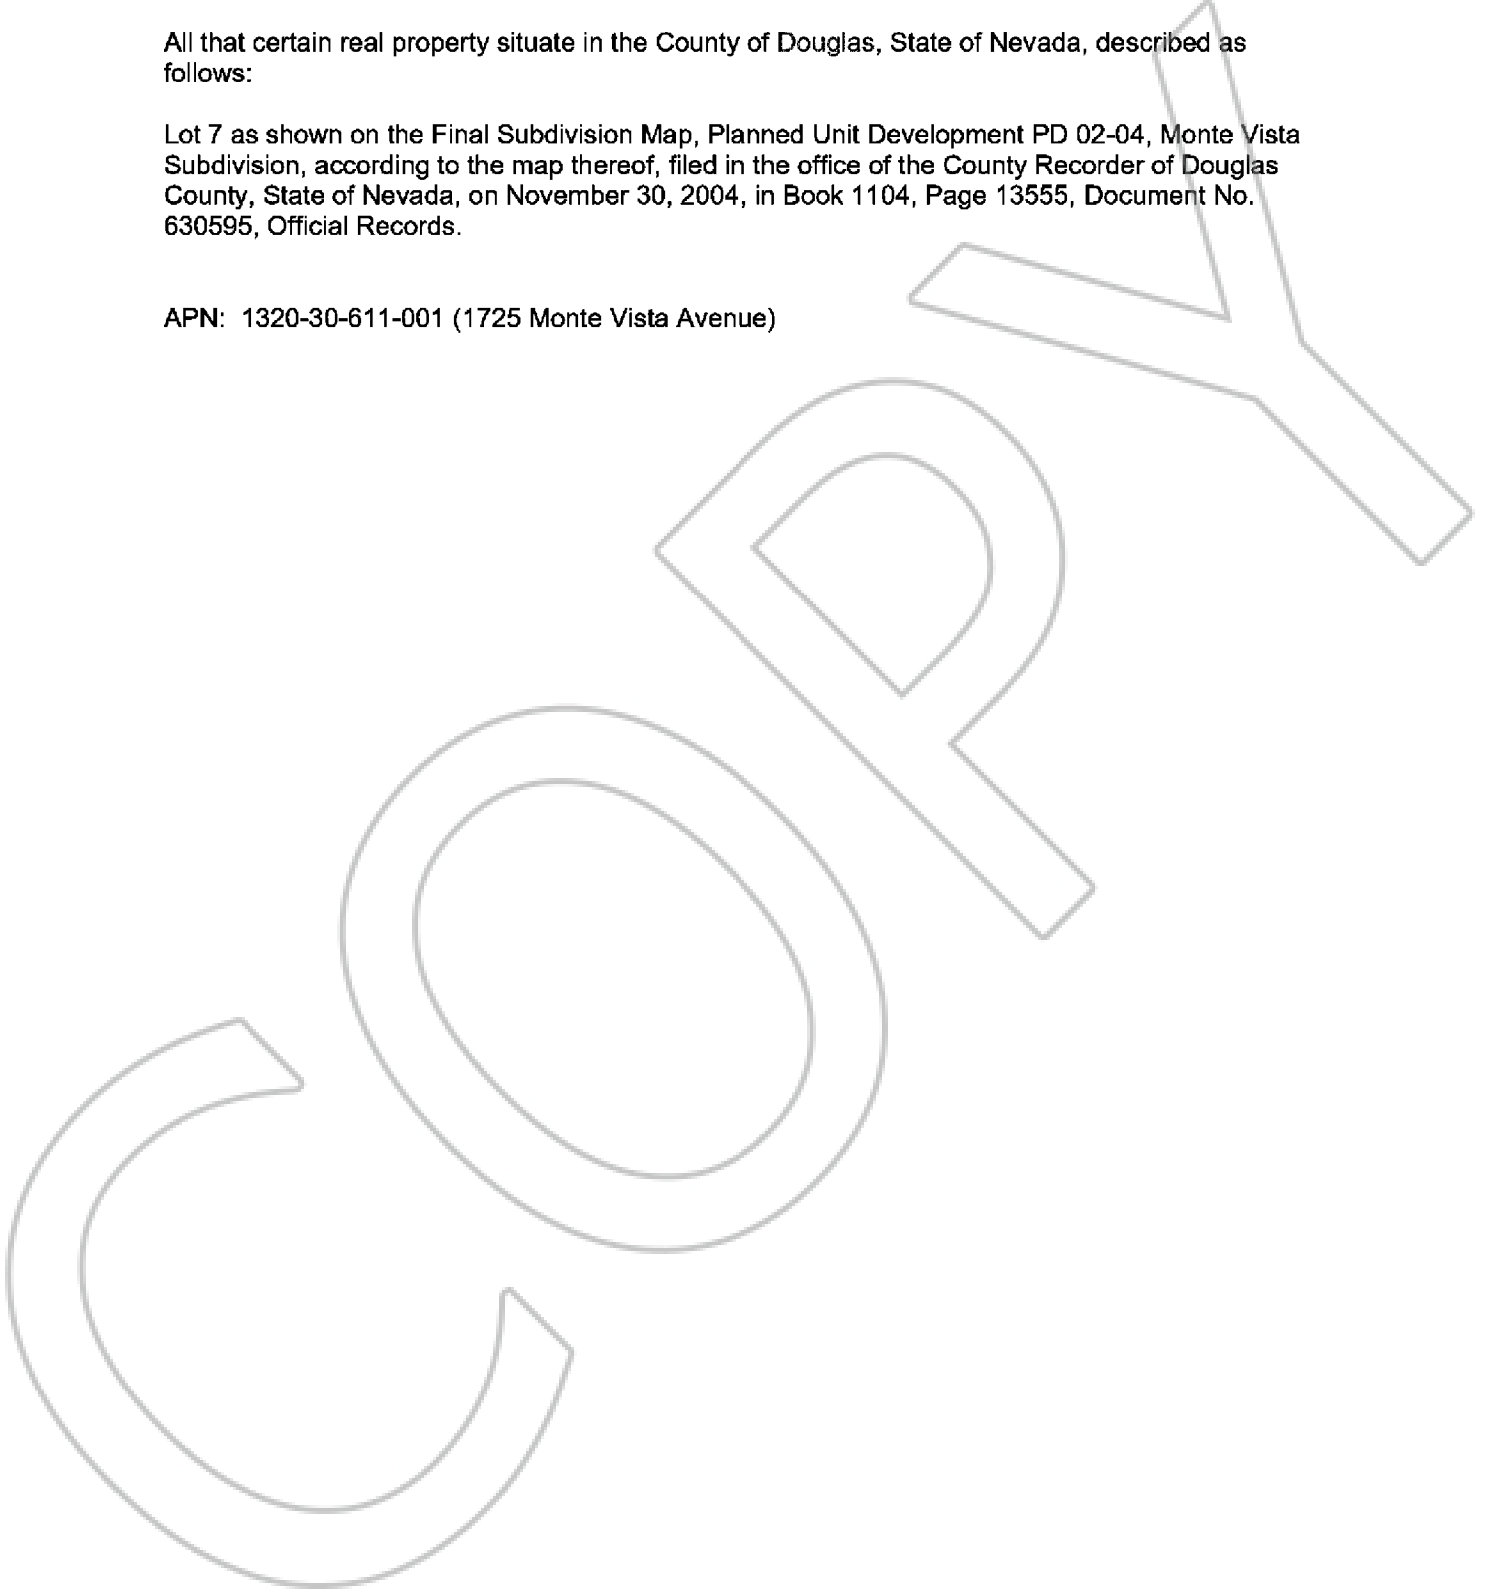 All that certain real property situate in the County of Douglas, State of Nevada, described as
follows:
Lot 7 as shown on the Final Subdivision Map, Planned Unit Development PD 02-04, Monte Vista
Subdivision, according to the map thereof, filed in the office of the County Recorder of Douglas
County, State of Nevada, on November 30, 2004, in Book 1104, Page 13555, Document No.
630595, Official Records.
APN:  1320-30-611-001 (1725 Monte Vista Avenue)
COPY